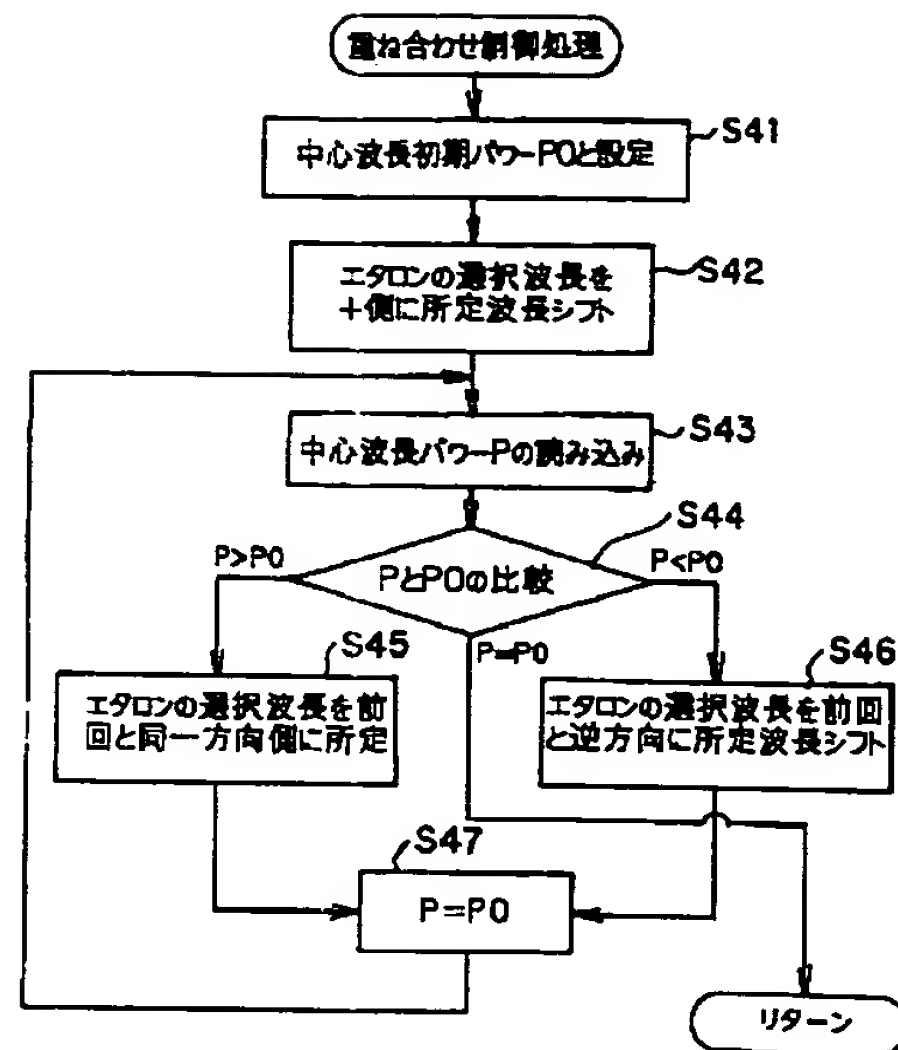 重ね合わせ制御処理
中心波長初期パワーP0と設定
S41
エタロンの選択波長を
+側に所定波長シフト
S42
中心波長パワーPの読み込み
S43
S44
P>P0
PとP0の比較
P<P0
P=P0
S45
エタロンの選択波長を前
回と同一方向側に所定
S46
エタロンの選択波長を前回
と逆方向に所定波長シフト
S47
P=P0
リターン